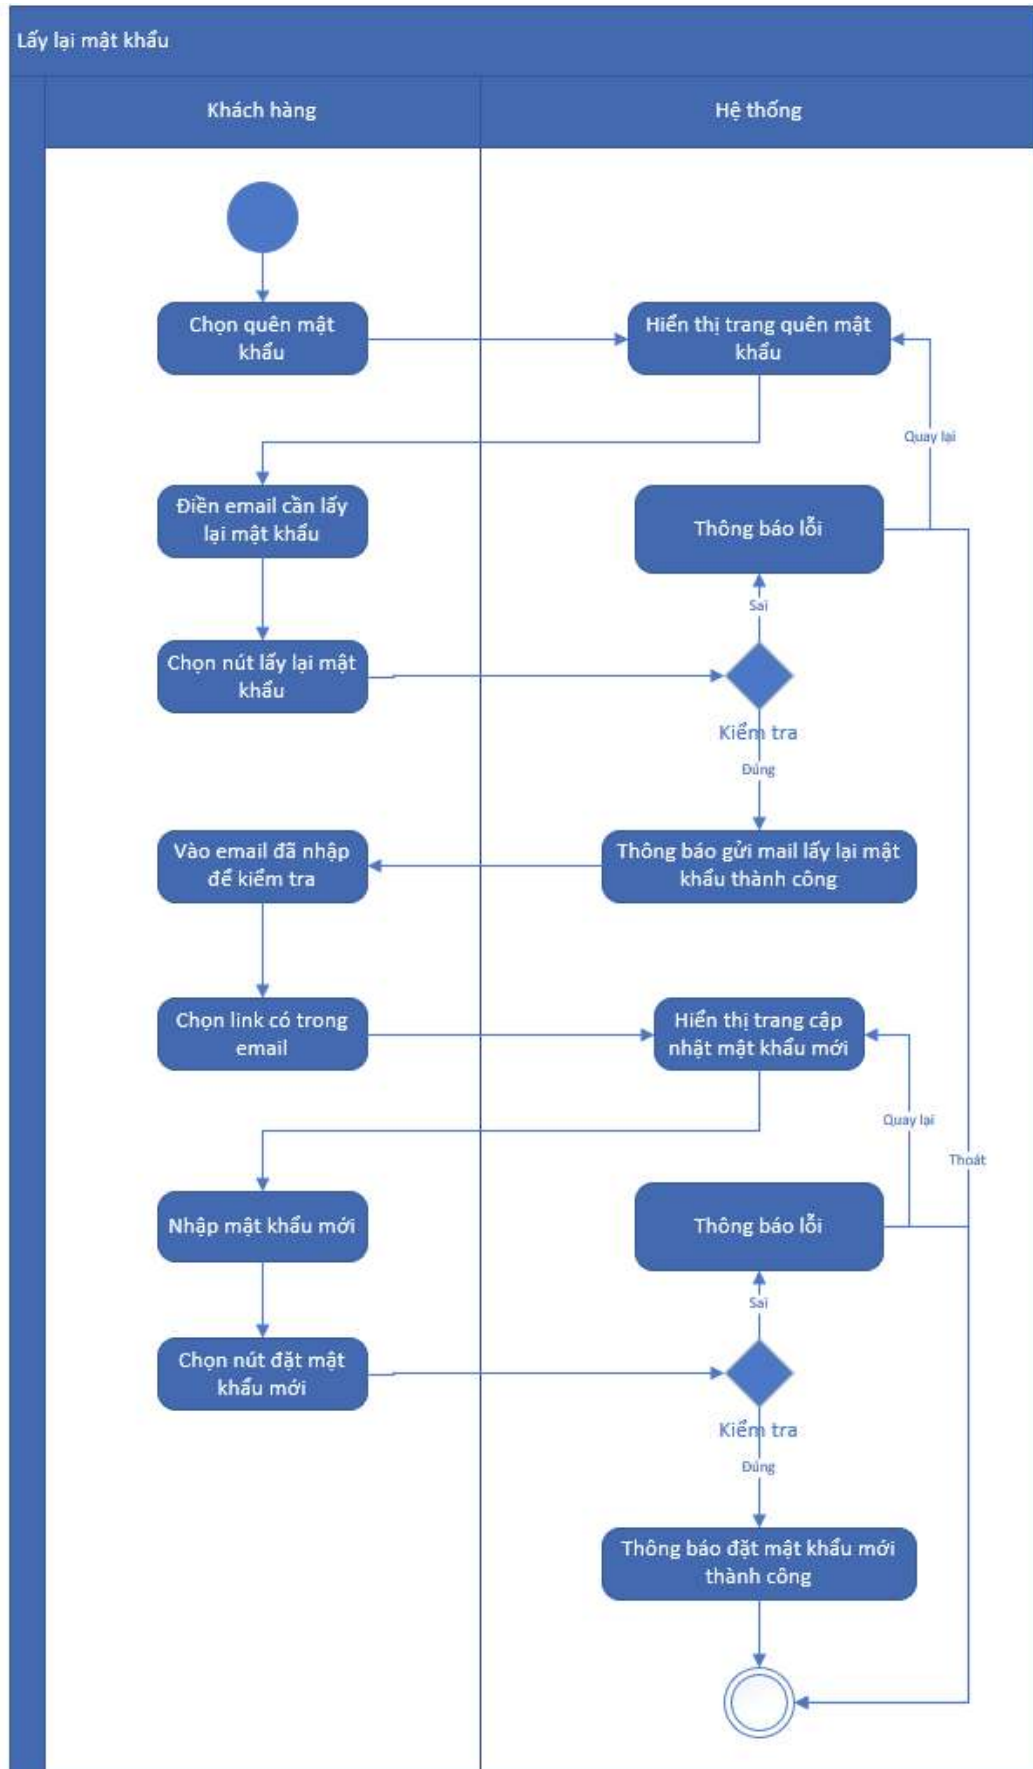 Lấy lại mật khẩu
Khách hàng
Hệ thống
Chọn quên mật
khẩu
Hiển thị trang quên mật
khẩu
Quay lại
Điền email cần lấy
lại mật khẩu
Thông báo lỗi
Sai
Chọn nút lấy lại mật
khẩu
Kiểm tra
Đúng
Vào email đã nhập
để kiểm tra
Thông báo gửi mail lấy lại mật
khẩu thành công
Chọn link có trong
email
Hiển thị trang cập
nhật mật khẩu mới
Quay lại
Thoát
Nhập mật khẩu mới
Thông báo lỗi
Sai
Chọn nút đặt mật
khẩu mới
Kiểm tra
Đúng
Thông báo đặt mật khẩu mới
thành công